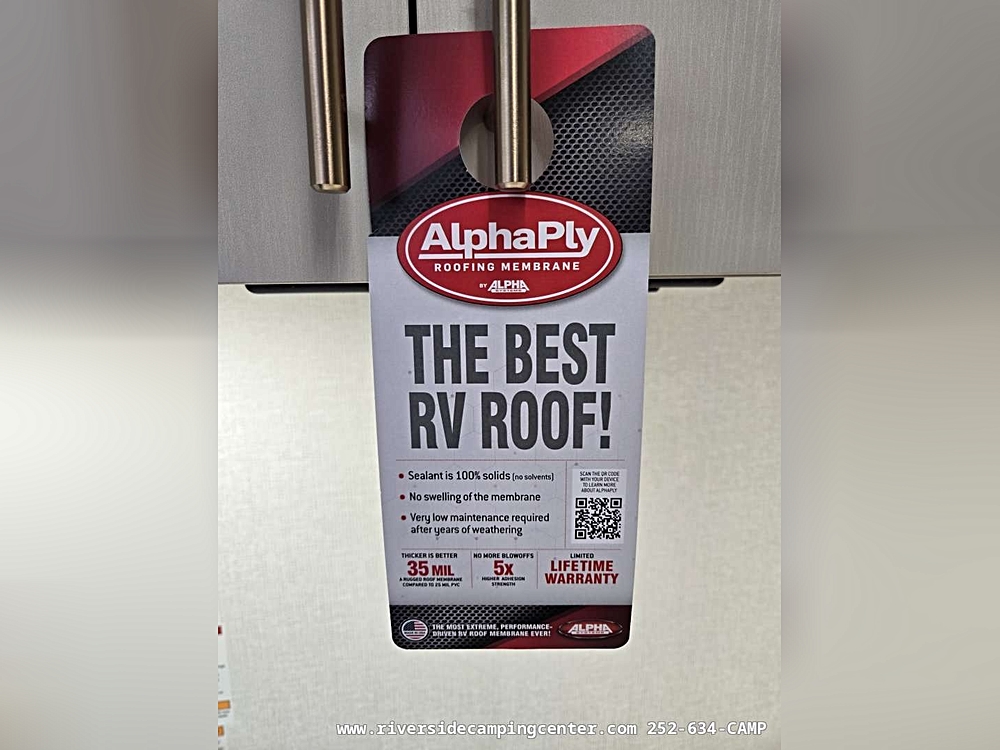 AlphaPly
ROOFING MEMBRANE
BY ALPHA
SYSTEMS
THE BEST
RV ROOF!
• Sealant is 100% solids (no solvents)
• No swelling of the membrane
• Very low maintenance required
after years of weathering
SCAN THE QR CODE
WITH YOUR DEVICE
TO LEARN MORE
ABOUT ALPHAPLY
THICKER IS BETTER
35 MIL
A RUGGED ROOF MEMBRANE
COMPARED TO 25 MIL PVC
NO MORE BLOWOFFS
5x
HIGHER ADHESION
STRENGTH
LIMITED
LIFETIME
WARRANTY
THE MOST EXTREME, PERFORMANCE-
DRIVEN RV ROOF MEMBRANE EVER!
ALPHA
SYSTEMS
www.riversidecampingcenter.com 252-634-CAMP